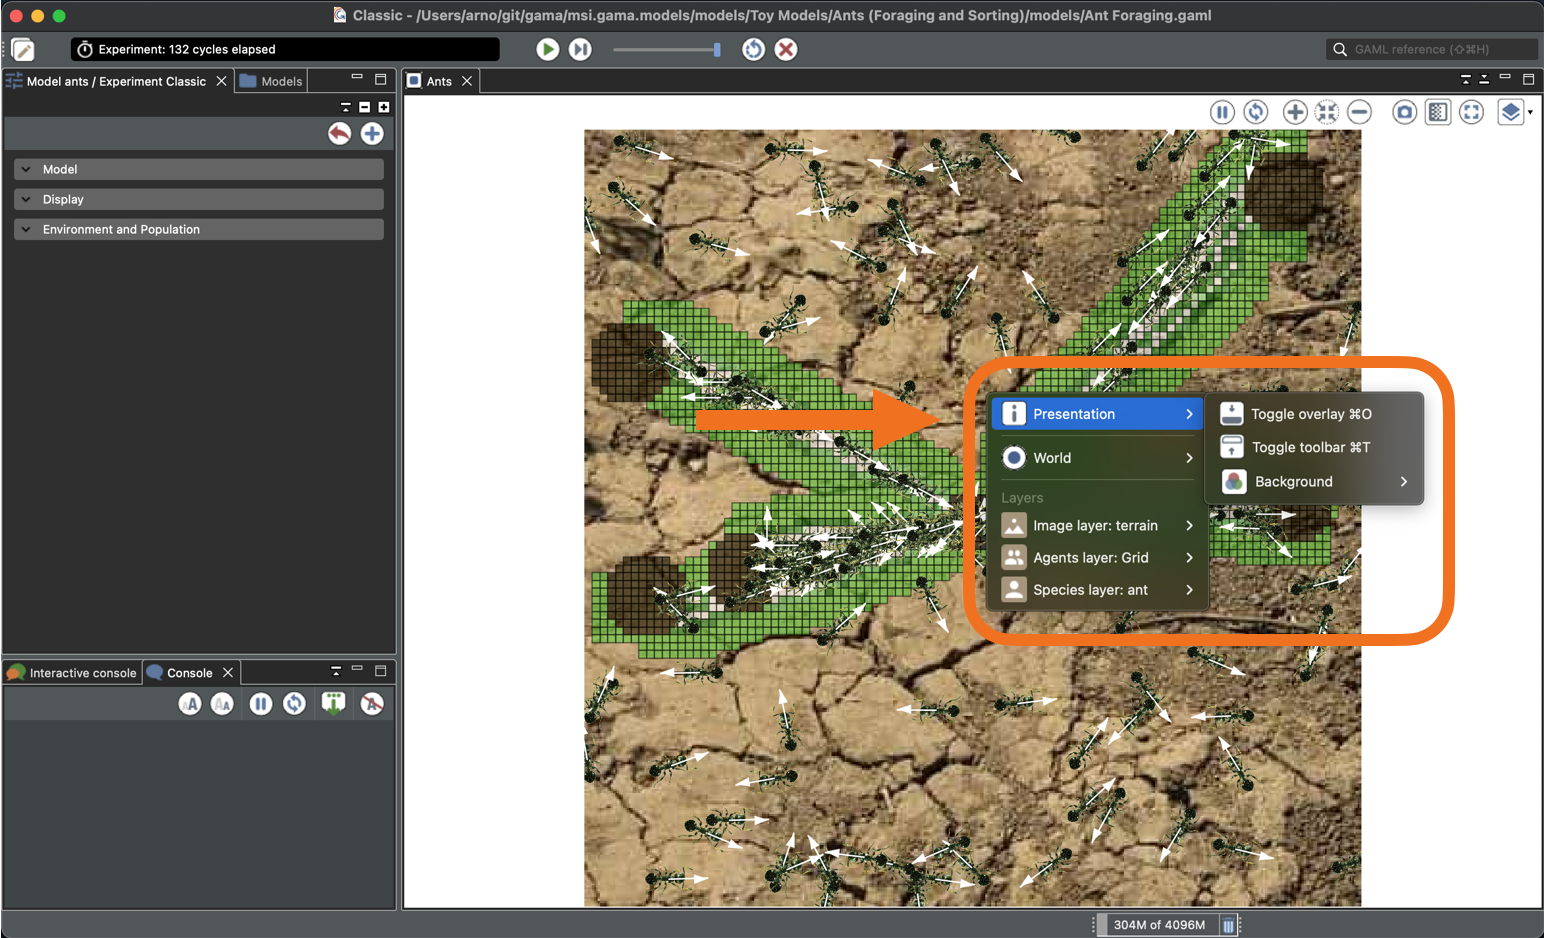 Classic - /Users/arno/git/gama/msi.gama.models/models/Toy Models/Ants (Foraging and Sorting)/models/Ant Foraging.gaml
Experiment: 132 cycles elapsed
GAML reference (⇧⌘H)
Model ants / Experiment Classic
Models
Ants
Model
Display
Environment and Population
Presentation
World
Layers
Image layer: terrain
Agents layer: Grid
Species layer: ant
Toggle overlay ⌘O
Toggle toolbar ⌘T
Background
Interactive console
Console
304M of 4096M